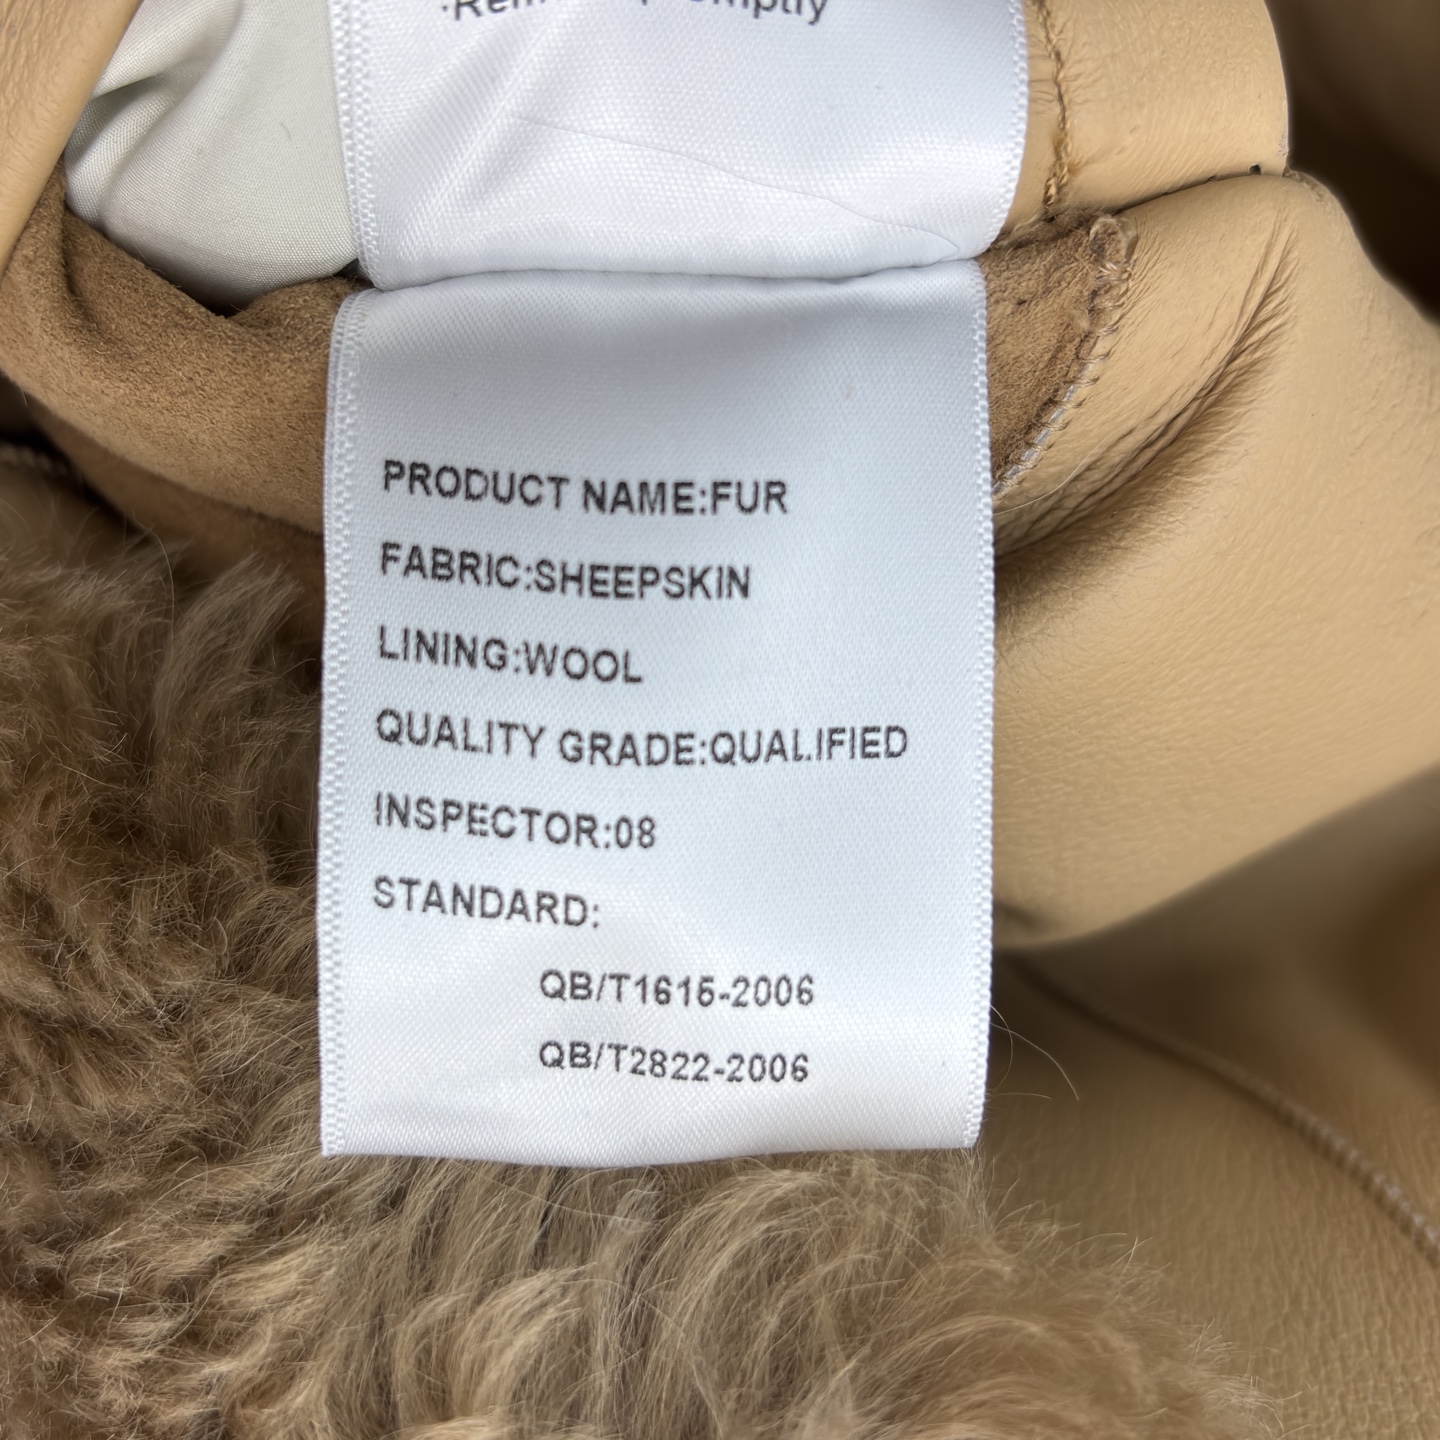 PRODUCT NAME:FUR
FABRIC:SHEEPSKIN
LINING:WOOL
QUALITY GRADE:QUALIFIED
INSPECTOR:08
STANDARD:
QB/T1615-2006
QB/T2822-2006